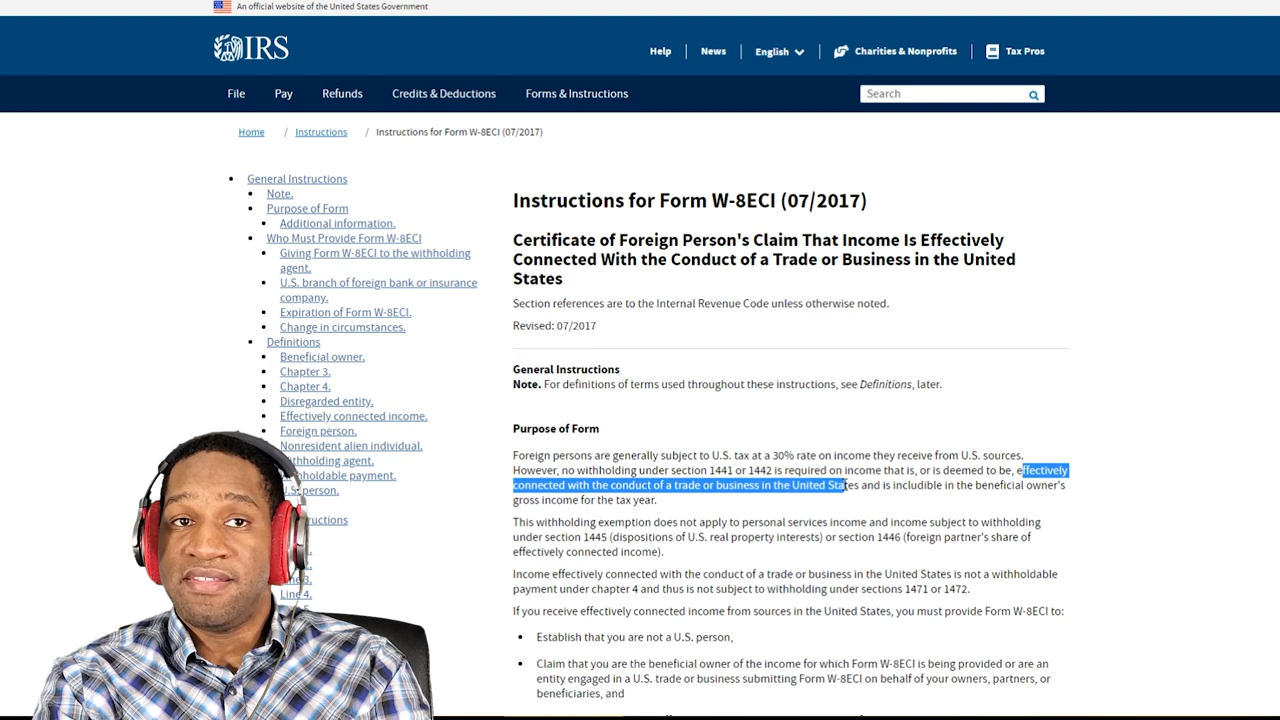 An official website of the United States Government
IRS
Help
News
English
Charities & Nonprofits
Tax Pros
File
Pay
Refunds
Credits & Deductions
Forms & Instructions
Search
Home / Instructions / Instructions for Form W-8ECI (07/2017)
General Instructions
Note.
Purpose of Form
Additional information.
Who Must Provide Form W-8ECI
Giving Form W-8ECI to the withholding
agent.
U.S. branch of foreign bank or insurance
company.
Expiration of Form W-8ECI.
Change in circumstances.
Definitions
Beneficial owner.
Chapter 3.
Chapter 4.
Disregarded entity.
Effectively connected income.
Foreign person.
Nonresident alien individual.
ithholding agent.
ithholdable payment.
U.S. person.
ructions
Line 4.
Instructions for Form W-8ECI (07/2017)
Certificate of Foreign Person's Claim That Income Is Effectively
Connected With the Conduct of a Trade or Business in the United
States
Section references are to the Internal Revenue Code unless otherwise noted.
Revised: 07/2017
General Instructions
Note. For definitions of terms used throughout these instructions, see Definitions, later.
Purpose of Form
Foreign persons are generally subject to U.S. tax at a 30% rate on income they receive from U.S. sources.
However, no withholding under section 1441 or 1442 is required on income that is, or is deemed to be, effectively
connected with the conduct of a trade or business in the United States and is includible in the beneficial owner's
gross income for the tax year.
This withholding exemption does not apply to personal services income and income subject to withholding
under section 1445 (dispositions of U.S. real property interests) or section 1446 (foreign partner's share of
effectively connected income).
Income effectively connected with the conduct of a trade or business in the United States is not a withholdable
payment under chapter 4 and thus is not subject to withholding under sections 1471 or 1472.
If you receive effectively connected income from sources in the United States, you must provide Form W-8ECI to:
Establish that you are not a U.S. person,
Claim that you are the beneficial owner of the income for which Form W-8ECI is being provided or are an
entity engaged in a U.S. trade or business submitting Form W-8ECI on behalf of your owners, partners, or
beneficiaries, and